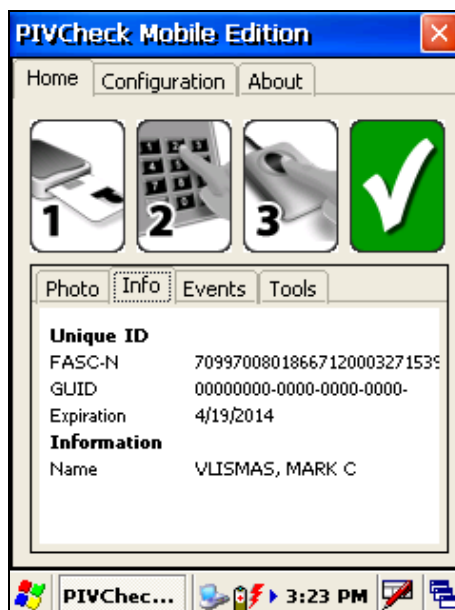 PIVCheck Mobile Edition
Home Configuration About
1 2 3
Photo Info Events Tools
Unique ID
FASC-N 70997008018667120003271539
GUID 00000000-0000-0000-0000-
Expiration 4/19/2014
Information
Name VLISMAS, MARK C
PIVChec... 3:23 PM